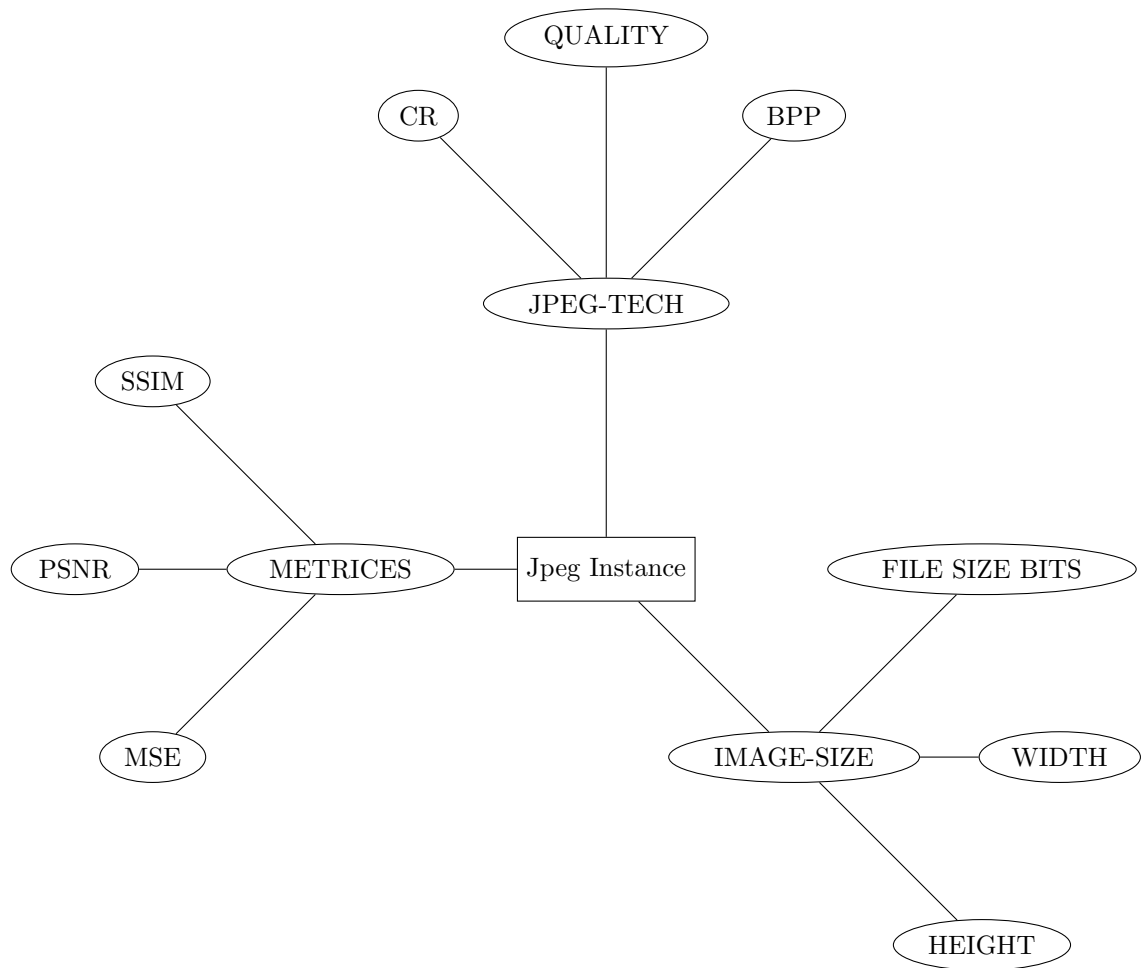 QUALITY
CR
BPP
JPEG-TECH
SSIM
PSNR
METRICES
Jpeg Instance
FILE SIZE BITS
MSE
IMAGE-SIZE
WIDTH
HEIGHT